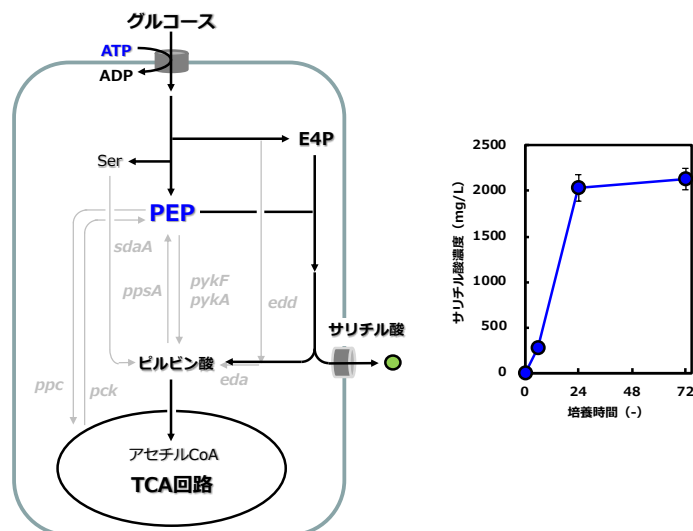 グルコース
ATP
ADP
E4P
Ser
PEP
sdaA
ppsA
pykF
pykA
edd
サリチル酸
ピルビン酸
eda
ppc
pck
アセチルCoA
TCA回路
サリチル酸濃度（mg/L）
2500
2000
1500
1000
500
0
0
24
48
72
培養時間（-）